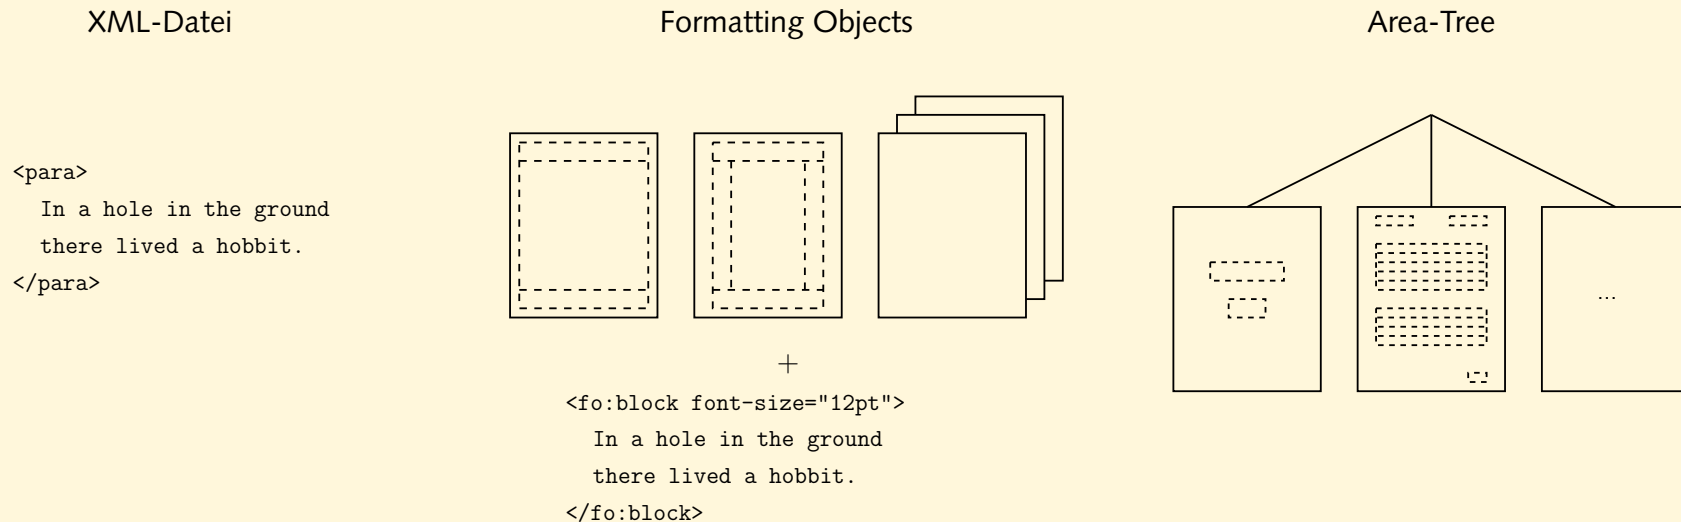 XML-Datei
Formatting Objects
Area-Tree
<para>
In a hole in the ground
there lived a hobbit.
</para>
...
+
<fo:block font-size="12pt">
In a hole in the ground
there lived a hobbit.
</fo:block>